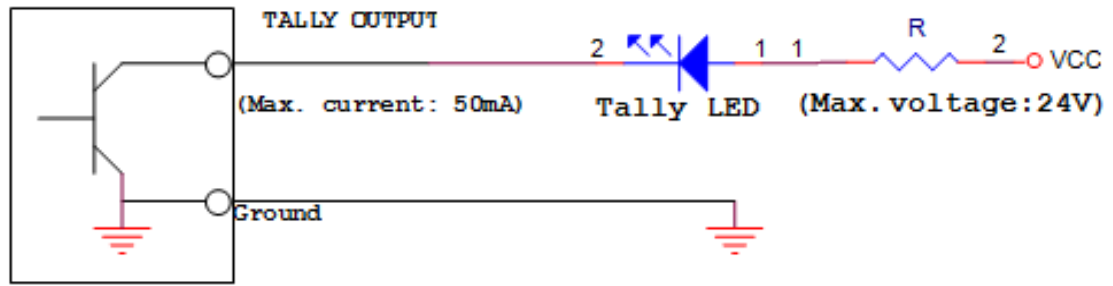 TALLY OUTPUT
R
2 1 1 2 VCC
(Max. current: 50mA) Tally LED (Max.voltage:24V)
Ground